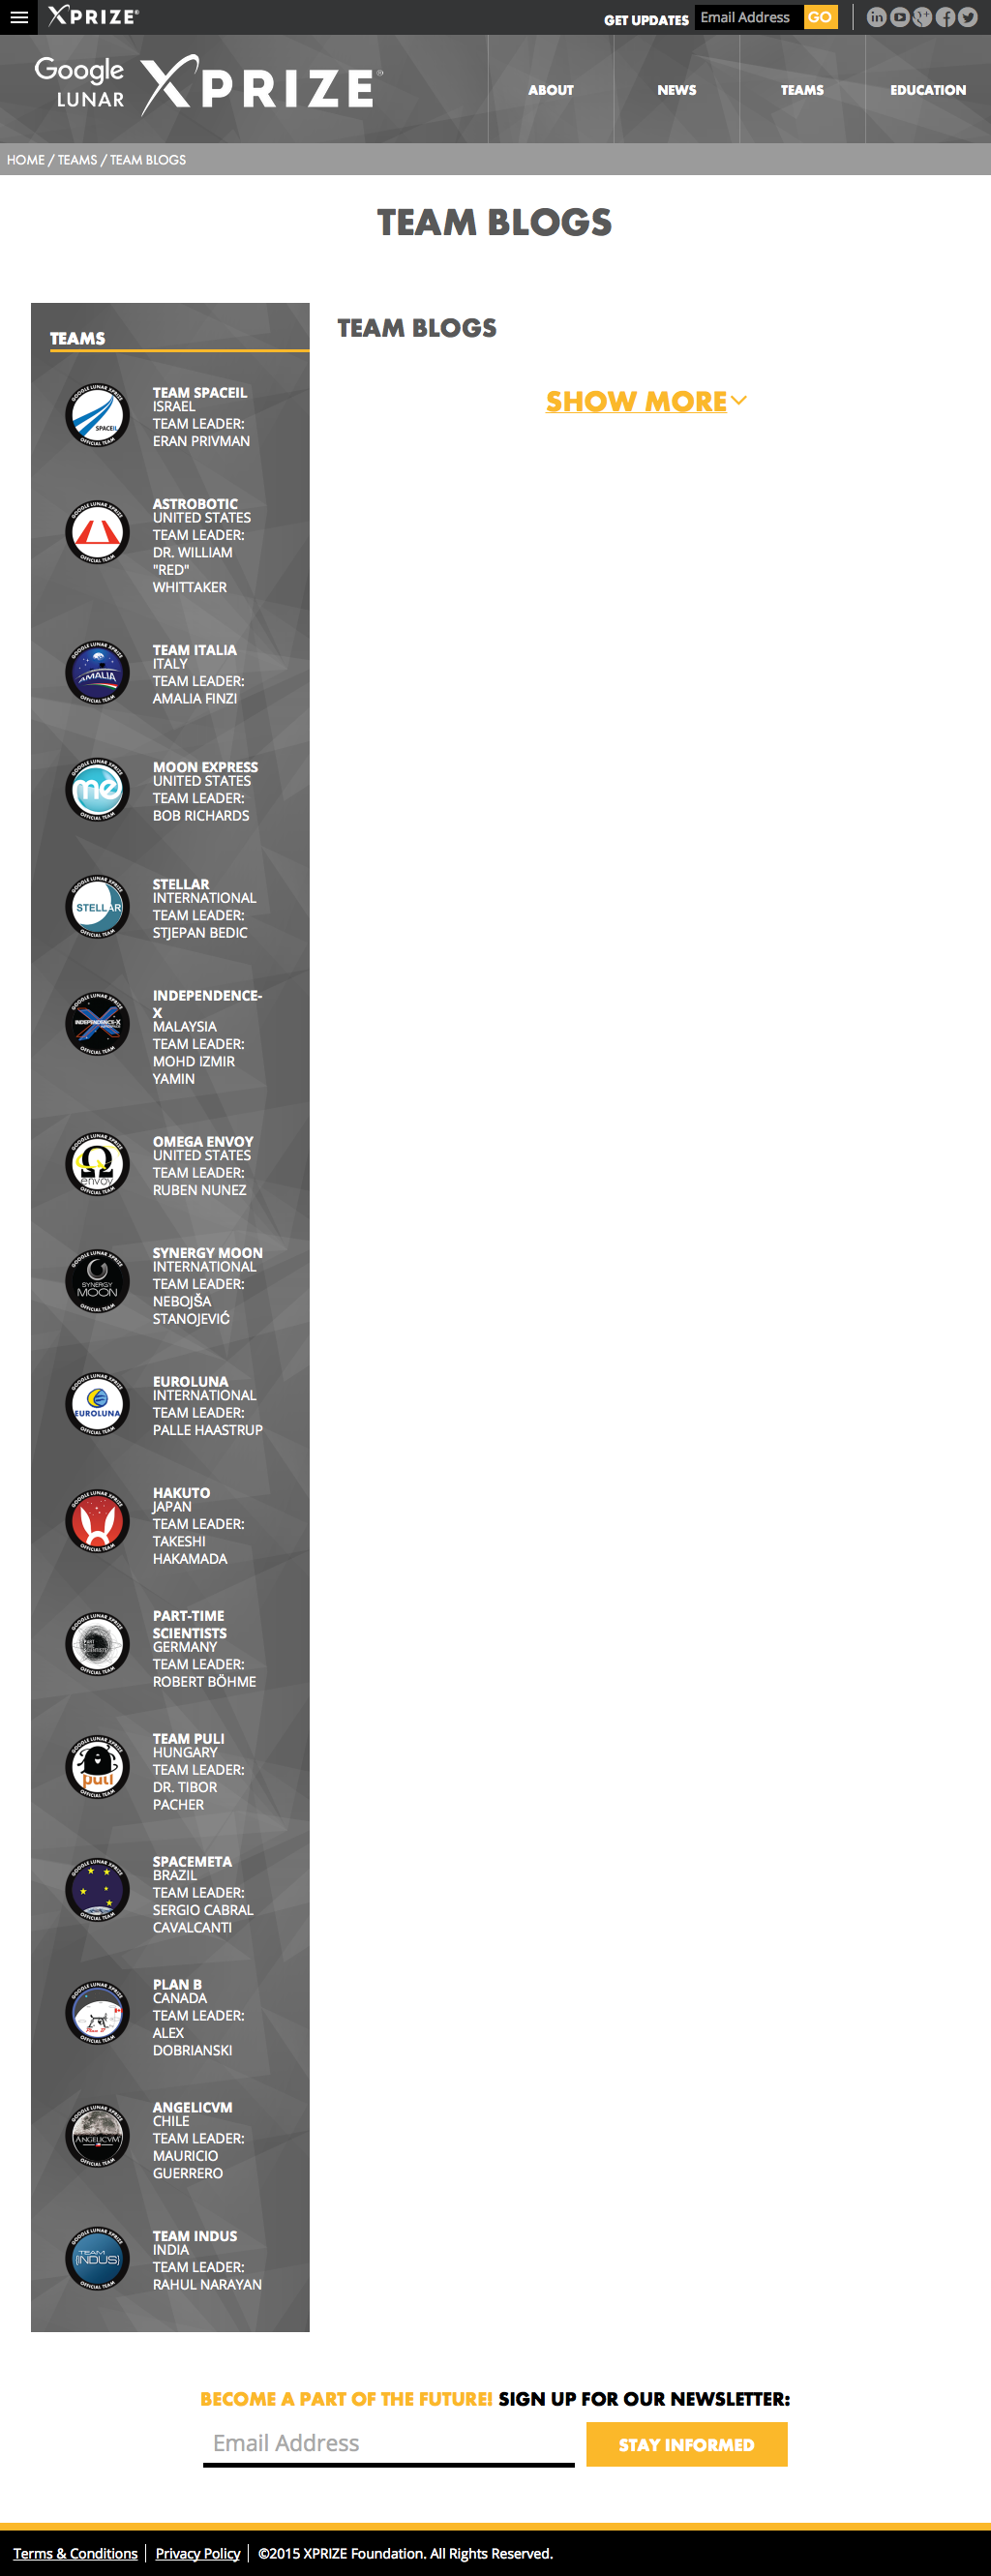 XPRIZE
GET UPDATES Email Address GO
Google
LUNAR
XPRIZE
ABOUT NEWS TEAMS EDUCATION
HOME / TEAMS / TEAM BLOGS
TEAM BLOGS
TEAMS
TEAM SPACEIL
ISRAEL
TEAM LEADER:
ERAN PRIVMAN
ASTROBOTIC
UNITED STATES
TEAM LEADER:
DR. WILLIAM
"RED"
WHITTAKER
TEAM ITALIA
ITALY
TEAM LEADER:
AMALIA FINZI
MOON EXPRESS
UNITED STATES
TEAM LEADER:
BOB RICHARDS
STELLAR
INTERNATIONAL
TEAM LEADER:
STJEPAN BEDIC
INDEPENDENCE-
X
MALAYSIA
TEAM LEADER:
MOHD IZMIR
YAMIN
OMEGA ENVOY
UNITED STATES
TEAM LEADER:
RUBEN NUNEZ
SYNERGY MOON
INTERNATIONAL
TEAM LEADER:
NEBOJŠA
STANOJEVIĆ
EUROLUNA
INTERNATIONAL
TEAM LEADER:
PALLE HAASTRUP
HAKUTO
JAPAN
TEAM LEADER:
TAKESHI
HAKAMADA
PART-TIME
SCIENTISTS
GERMANY
TEAM LEADER:
ROBERT BÖHME
TEAM PULI
HUNGARY
TEAM LEADER:
DR. TIBOR
PACHER
SPACEMETA
BRAZIL
TEAM LEADER:
SERGIO CABRAL
CAVALCANTI
PLAN B
CANADA
TEAM LEADER:
ALEX
DOBRIANSKI
ANGELICVM
CHILE
TEAM LEADER:
MAURICIO
GUERRERO
TEAM INDUS
INDIA
TEAM LEADER:
RAHUL NARAYAN
TEAM BLOGS
SHOW MORE
BECOME A PART OF THE FUTURE! SIGN UP FOR OUR NEWSLETTER:
Email Address STAY INFORMED
Terms & Conditions Privacy Policy ©2015 XPRIZE Foundation. All Rights Reserved.